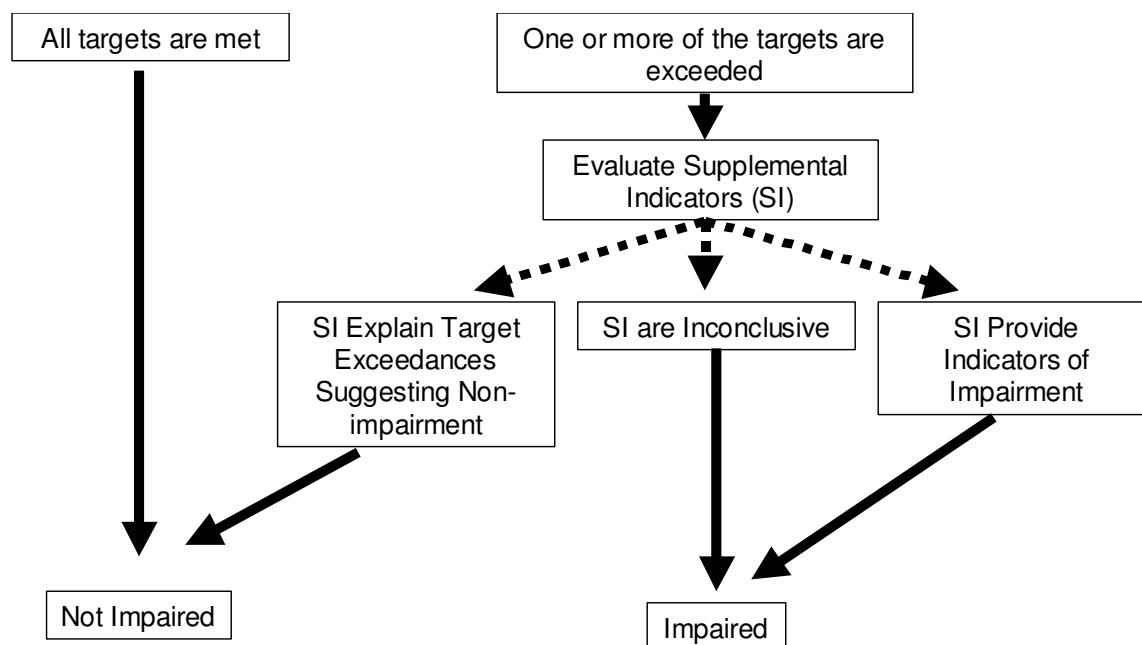 All targets are met
One or more of the targets are
exceeded
Evaluate Supplemental
Indicators (SI)
SI Explain Target
Exceedances
Suggesting Non-
impairment
SI are Inconclusive
SI Provide
Indicators of
Impairment
Not Impaired
Impaired